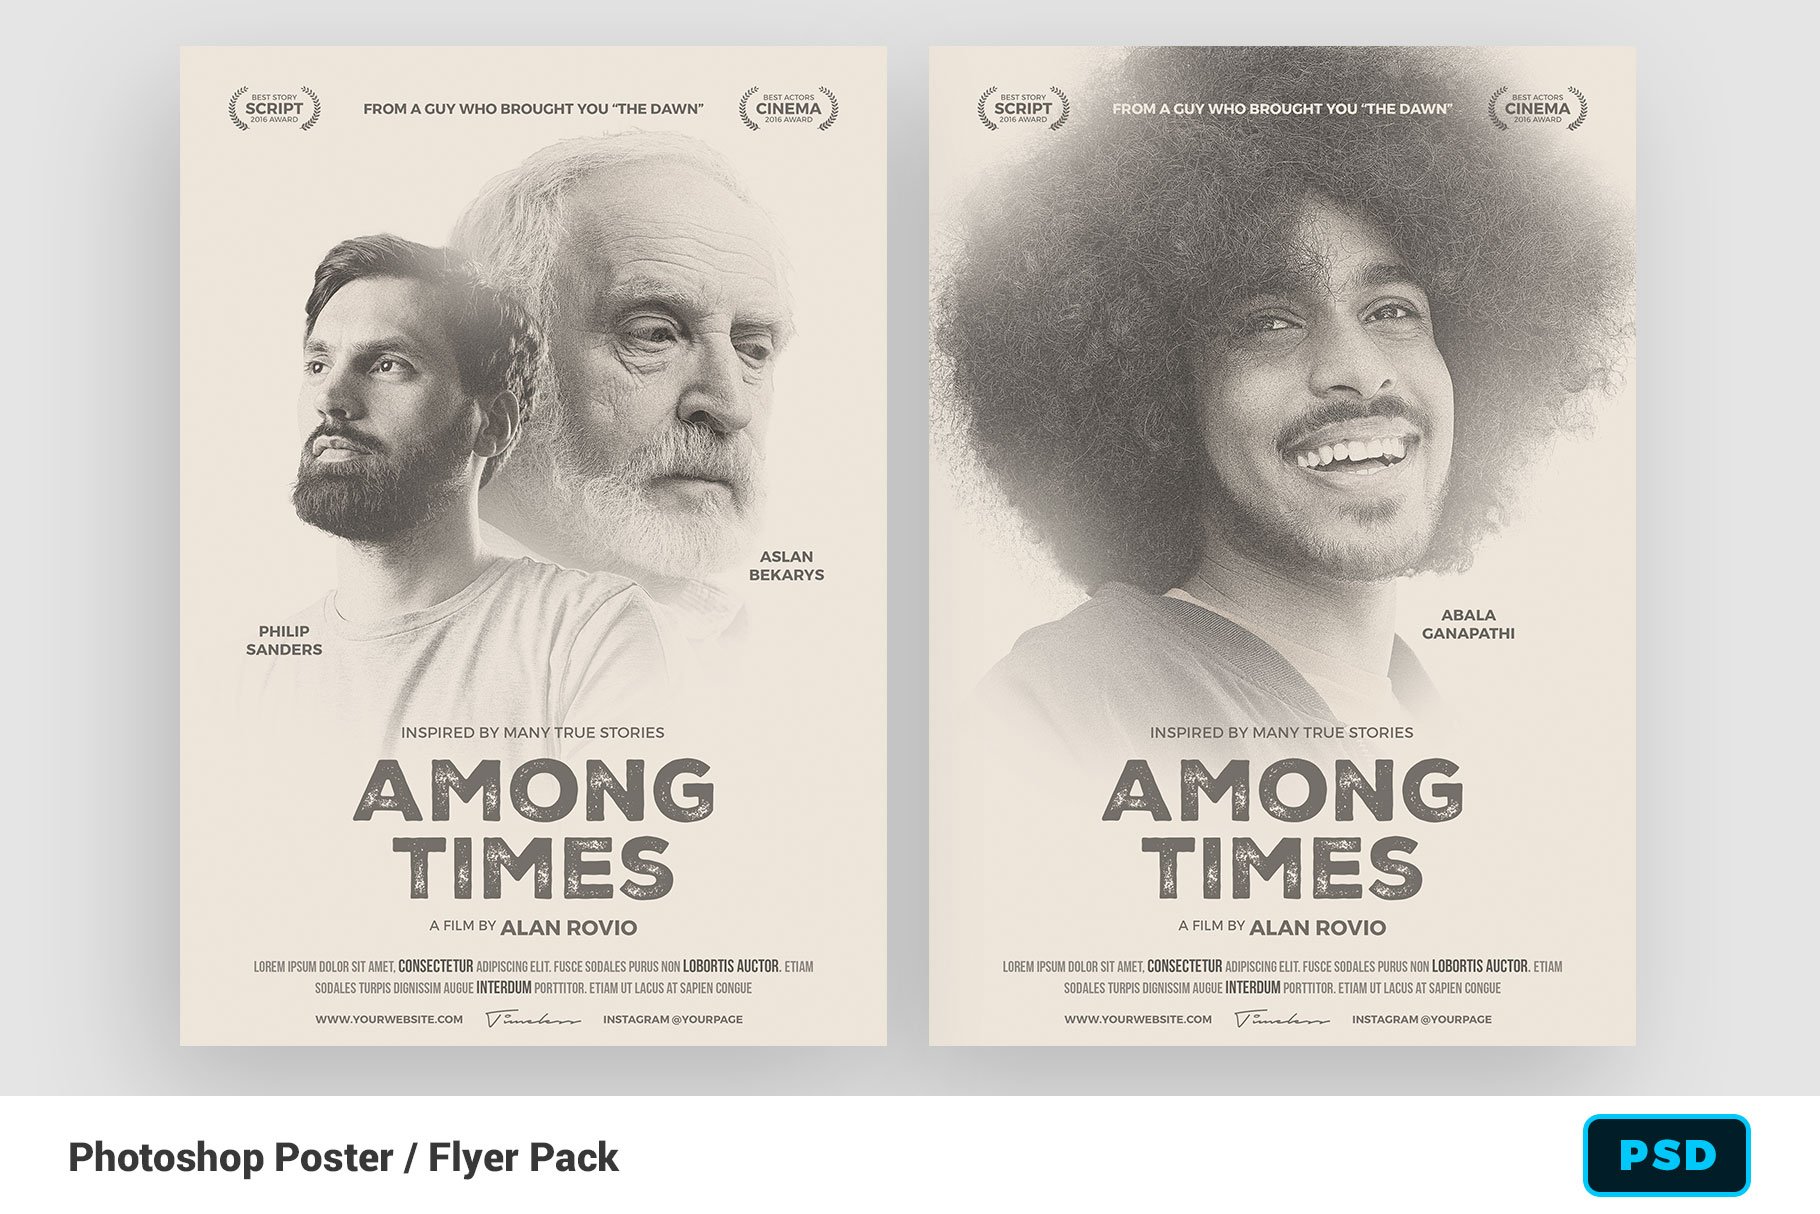 BEST STORY
SCRIPT
2016 AWARD
FROM A GUY WHO BROUGHT YOU “THE DAWN”
BEST ACTORS
CINEMA
2016 AWARD
ASLAN
BEKARYS
PHILIP
SANDERS
INSPIRED BY MANY TRUE STORIES
AMONG
TIMES
A FILM BY ALAN ROVIO
LOREM IPSUM DOLOR SIT AMET, CONSECTETUR ADIPISCING ELIT. FUSCE SODALES PURUS NON LOBORTIS AUCTOR. ETIAM
SODALES TURPIS DIGNISSIM AUGUE INTERDUM PORTTITOR. ETIAM UT LACUS AT SAPIEN CONGUE
WWW.YOURWEBSITE.COM Timeless INSTAGRAM @YOURPAGE
BEST STORY
SCRIPT
2016 AWARD
FROM A GUY WHO BROUGHT YOU “THE DAWN”
BEST ACTORS
CINEMA
2016 AWARD
ABALA
GANAPATHI
INSPIRED BY MANY TRUE STORIES
AMONG
TIMES
A FILM BY ALAN ROVIO
LOREM IPSUM DOLOR SIT AMET, CONSECTETUR ADIPISCING ELIT. FUSCE SODALES PURUS NON LOBORTIS AUCTOR. ETIAM
SODALES TURPIS DIGNISSIM AUGUE INTERDUM PORTTITOR. ETIAM UT LACUS AT SAPIEN CONGUE
WWW.YOURWEBSITE.COM Timeless INSTAGRAM @YOURPAGE
Photoshop Poster / Flyer Pack
PSD